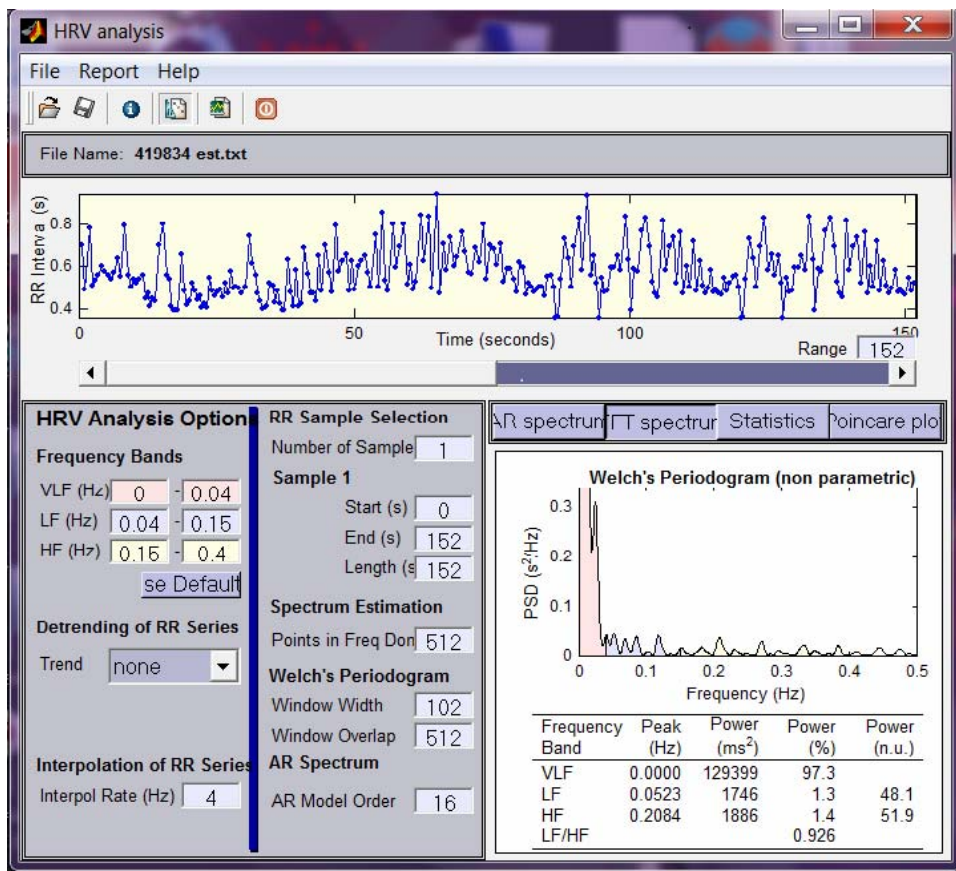 HRV analysis
File Report Help
File Name: 419834 est.txt
RR Interva (s)
0.8
0.6
0.4
0 50 100 150
Time (seconds)
Range 152
HRV Analysis Option
Frequency Bands
VLF (Hz) 0 - 0.04
LF (Hz) 0.04 - 0.15
HF (Hz) 0.15 - 0.4
se Default
Detrending of RR Series
Trend none
Interpolation of RR Series
Interpol Rate (Hz) 4
RR Sample Selection
Number of Sample 1
Sample 1
Start (s) 0
End (s) 152
Length (s 152
Spectrum Estimation
Points in Freq Don 512
Welch's Periodogram
Window Width 102
Window Overlap 512
AR Spectrum
AR Model Order 16
AR spectrum FFT spectrur Statistics Poincare plo
Welch's Periodogram (non parametric)
PSD (s²/Hz)
0.3
0.2
0.1
0
0 0.1 0.2 0.3 0.4 0.5
Frequency (Hz)
Frequency Peak Power Power Power
Band (Hz) (ms²) (%) (n.u.)
VLF 0.0000 129399 97.3
LF 0.0523 1746 1.3 48.1
HF 0.2084 1886 1.4 51.9
LF/HF 0.926